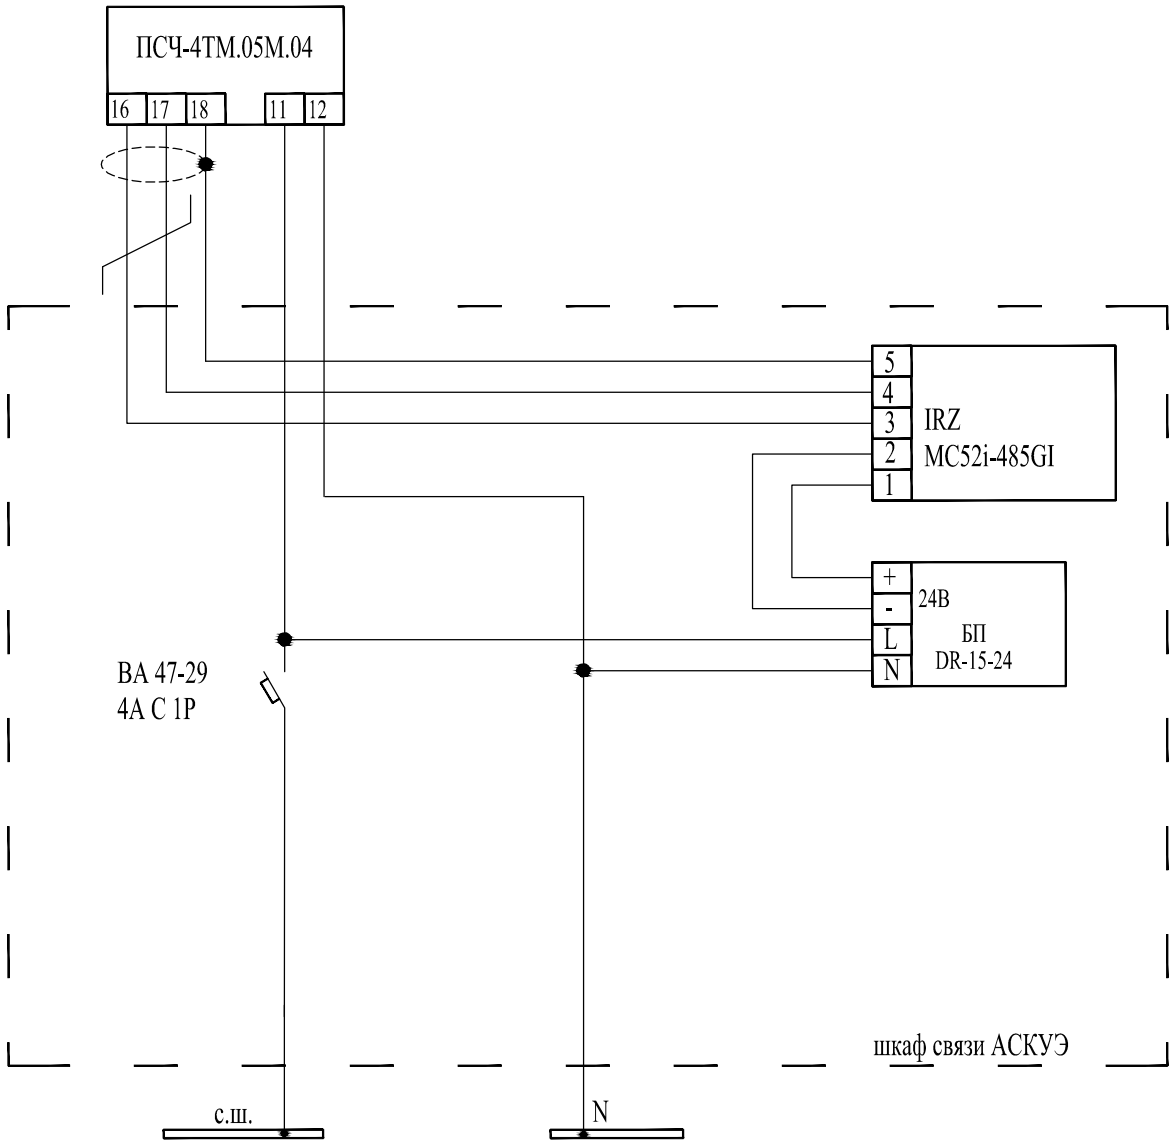 ПСЧ-4ТМ.05М.04
16 17 18 11 12
5
4
3
2
1
IRZ
MC52i-485GI
+
-
L
N
24В
БП
DR-15-24
ВА 47-29
4А С 1Р
шкаф связи АСКУЭ
с.ш.
N